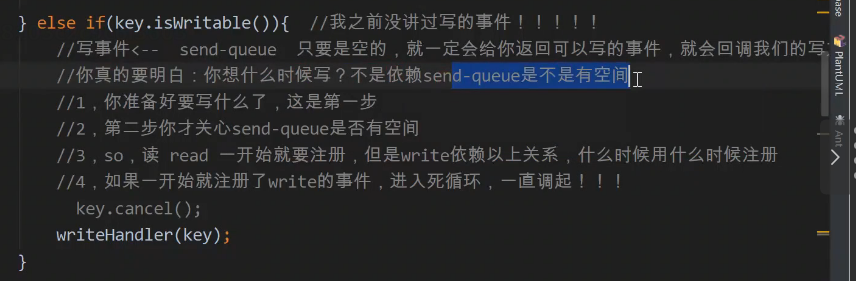 } else if(key.isWritable()){  //我之前没讲过写的事件！！！！！
//写事件<--  send-queue  只要是空的，就一定会给你返回可以写的事件，就会回调我们的写
//你真的要明白：你想什么时候写？不是依赖send-queue是不是有空间
//1，你准备好要写什么了，这是第一步
//2，第二步你才关心send-queue是否有空间
//3，so，读 read 一开始就要注册，但是write依赖以上关系，什么时候用什么时候注册
//4，如果一开始就注册了write的事件，进入死循环，一直调起！！！
key.cancel();
writeHandler(key);
}
base
PlantUML
Ant